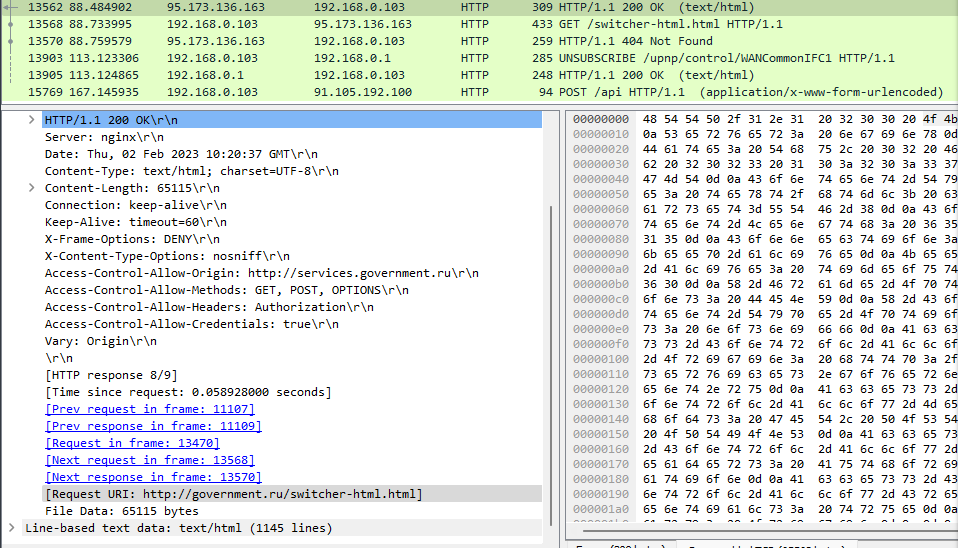 13562 88.484902 95.173.136.163 192.168.0.103 HTTP 309 HTTP/1.1 200 OK (text/html)
13568 88.733995 192.168.0.103 95.173.136.163 HTTP 433 GET /switcher-html.html HTTP/1.1
13570 88.759579 95.173.136.163 192.168.0.103 HTTP 259 HTTP/1.1 404 Not Found
13903 113.123306 192.168.0.103 192.168.0.1 HTTP 285 UNSUBSCRIBE /upnp/control/WANCommonIFC1 HTTP/1.1
13905 113.124865 192.168.0.1 192.168.0.103 HTTP 248 HTTP/1.1 200 OK (text/html)
15769 167.145935 192.168.0.103 91.105.192.100 HTTP 94 POST /api HTTP/1.1 (application/x-www-form-urlencoded)
HTTP/1.1 200 OK\r\n
Server: nginx\r\n
Date: Thu, 02 Feb 2023 10:20:37 GMT\r\n
Content-Type: text/html; charset=UTF-8\r\n
Content-Length: 65115\r\n
Connection: keep-alive\r\n
Keep-Alive: timeout=60\r\n
X-Frame-Options: DENY\r\n
X-Content-Type-Options: nosniff\r\n
Access-Control-Allow-Origin: http://services.government.ru\r\n
Access-Control-Allow-Methods: GET, POST, OPTIONS\r\n
Access-Control-Allow-Headers: Authorization\r\n
Access-Control-Allow-Credentials: true\r\n
Vary: Origin\r\n
\r\n
[HTTP response 8/9]
[Time since request: 0.058928000 seconds]
[Prev request in frame: 11107]
[Prev response in frame: 11109]
[Request in frame: 13470]
[Next request in frame: 13568]
[Next response in frame: 13570]
[Request URI: http://government.ru/switcher-html.html]
File Data: 65115 bytes
Line-based text data: text/html (1145 lines)
00000000 48 54 54 50 2f 31 2e 31 20 32 30 30 20 4f 4b
00000010 0a 53 65 72 76 65 72 3a 20 6e 67 69 6e 78 0d
00000020 44 61 74 65 3a 20 54 68 75 2c 20 30 32 20 46
00000030 62 20 32 30 32 33 20 31 30 3a 32 30 3a 33 37
00000040 47 4d 54 0d 0a 43 6f 6e 74 65 6e 74 2d 54 79
00000050 65 3a 20 74 65 78 74 2f 68 74 6d 6c 3b 20 63
00000060 61 72 73 65 74 3d 55 54 46 2d 38 0d 0a 43 6f
00000070 74 65 6e 74 2d 4c 65 6e 67 74 68 3a 20 36 35
00000080 31 35 0d 0a 43 6f 6e 6e 65 63 74 69 6f 6e 3a
00000090 6b 65 65 70 2d 61 6c 69 76 65 0d 0a 4b 65 65
000000a0 2d 41 6c 69 76 65 3a 20 74 69 6d 65 6f 75 74
000000b0 36 30 0d 0a 58 2d 46 72 61 6d 65 2d 4f 70 74
000000c0 6f 6e 73 3a 20 44 45 4e 59 0d 0a 58 2d 43 6f
000000d0 74 65 6e 74 2d 54 79 70 65 2d 4f 70 74 69 6f
000000e0 73 3a 20 6e 6f 73 6e 69 66 66 0d 0a 41 63 63
000000f0 73 73 2d 43 6f 6e 74 72 6f 6c 2d 41 6c 6c 6f
00000100 2d 4f 72 69 67 69 6e 3a 20 68 74 74 70 3a 2f
00000110 73 65 72 76 69 63 65 73 2e 67 6f 76 65 72 6e
00000120 65 6e 74 2e 72 75 0d 0a 41 63 63 65 73 73 2d
00000130 6f 6e 74 72 6f 6c 2d 41 6c 6c 6f 77 2d 4d 65
00000140 68 6f 64 73 3a 20 47 45 54 2c 20 50 4f 53 54
00000150 20 4f 50 54 49 4f 4e 53 0d 0a 41 63 63 65 73
00000160 2d 43 6f 6e 74 72 6f 6c 2d 41 6c 6c 6f 77 2d
00000170 65 61 64 65 72 73 3a 20 41 75 74 68 6f 72 69
00000180 61 74 69 6f 6e 0d 0a 41 63 63 65 73 73 2d 43
00000190 6e 74 72 6f 6c 2d 41 6c 6c 6f 77 2d 43 72 65
000001a0 65 6e 74 69 61 6c 73 3a 20 74 72 75 65 0d 0a